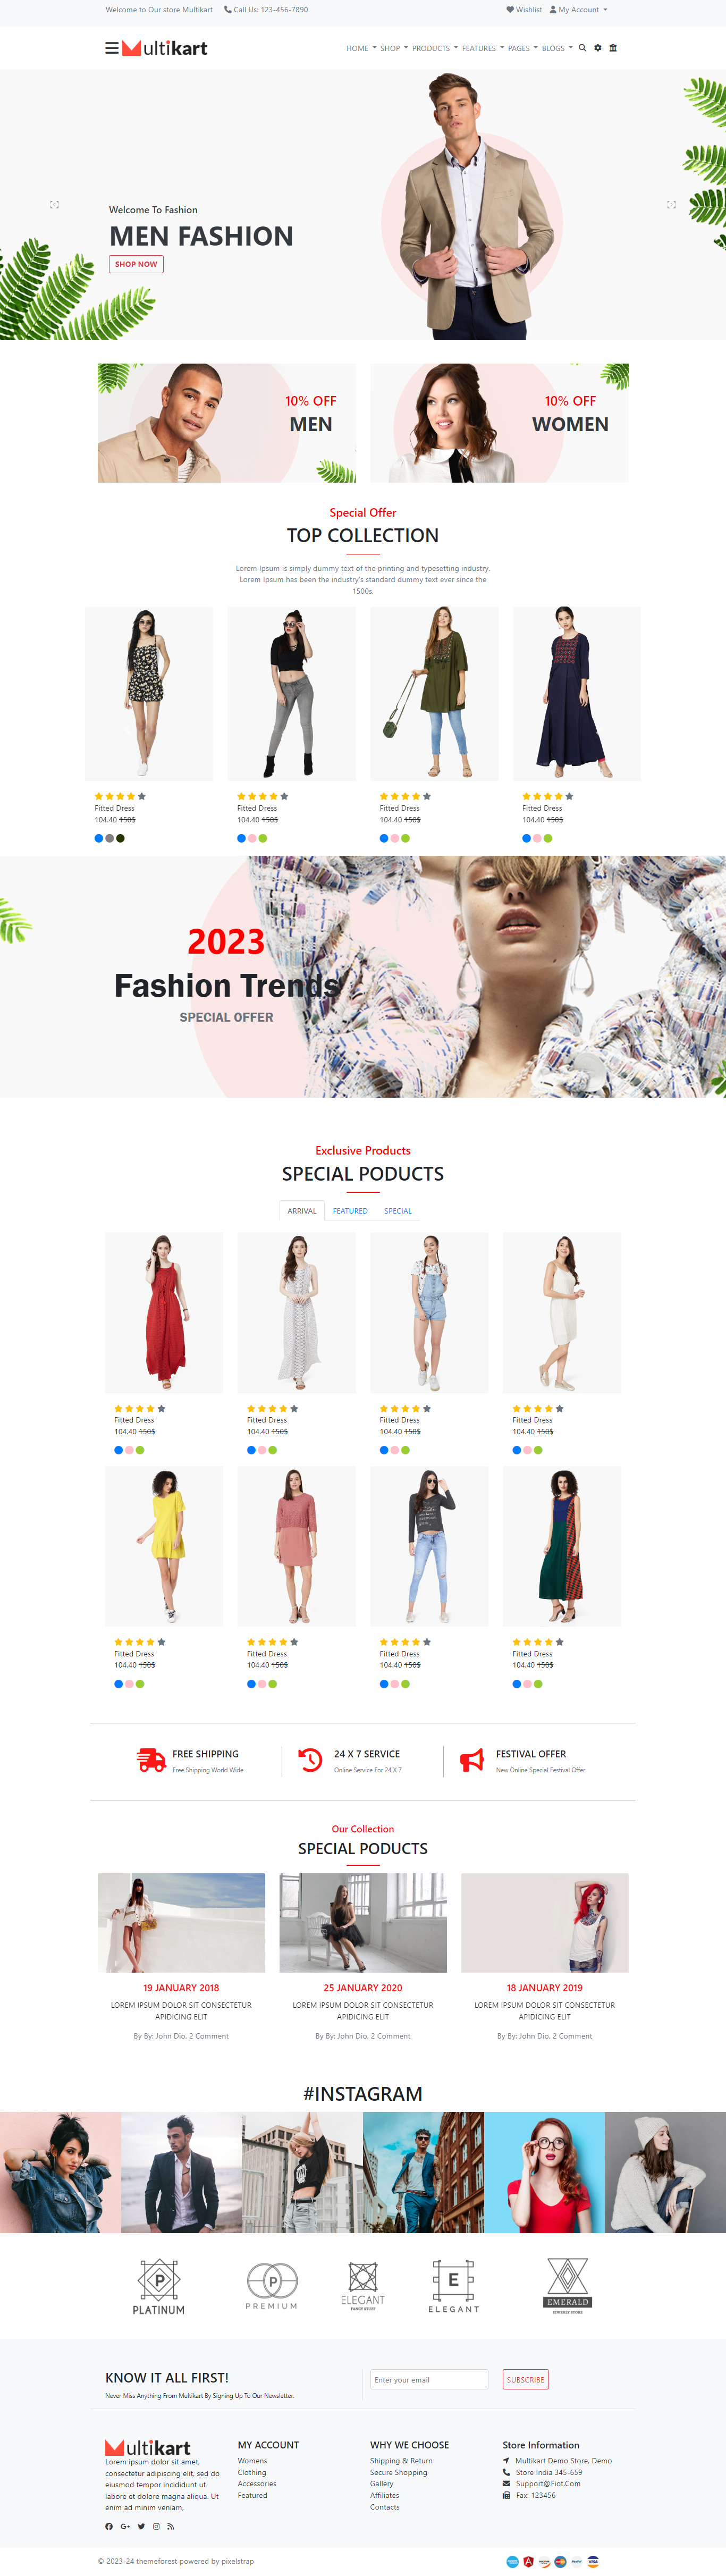 Welcome to Our store Multikart Call Us: 123-456-7890 Wishlist My Account
Multikart HOME SHOP PRODUCTS FEATURES PAGES BLOGS
Welcome To Fashion
MEN FASHION
SHOP NOW
10% OFF
MEN
10% OFF
WOMEN
Special Offer
TOP COLLECTION
Lorem Ipsum is simply dummy text of the printing and typesetting industry.
Lorem Ipsum has been the industry's standard dummy text ever since the
1500s,
Fitted Dress Fitted Dress Fitted Dress Fitted Dress
104.40 150$ 104.40 150$ 104.40 150$ 104.40 150$
2023
Fashion Trends
SPECIAL OFFER
Exclusive Products
SPECIAL PODUCTS
ARRIVAL FEATURED SPECIAL
Fitted Dress Fitted Dress Fitted Dress Fitted Dress
104.40 150$ 104.40 150$ 104.40 150$ 104.40 150$
Fitted Dress Fitted Dress Fitted Dress Fitted Dress
104.40 150$ 104.40 150$ 104.40 150$ 104.40 150$
FREE SHIPPING
Free Shipping World Wide
24 X 7 SERVICE
Online Service For 24 X 7
FESTIVAL OFFER
New Online Special Festival Offer
Our Collection
SPECIAL PODUCTS
19 JANUARY 2018
LOREM IPSUM DOLOR SIT CONSECTETUR
APIDICING ELIT
By By: John Dio, 2 Comment
25 JANUARY 2020
LOREM IPSUM DOLOR SIT CONSECTETUR
APIDICING ELIT
By By: John Dio, 2 Comment
18 JANUARY 2019
LOREM IPSUM DOLOR SIT CONSECTETUR
APIDICING ELIT
By By: John Dio, 2 Comment
#INSTAGRAM
P
PLATINUM
P
PREMIUM
ELEGANT
FANCY STUFF
E
ELEGANT
EMERALD
JEWERLY STORE
KNOW IT ALL FIRST!
Never Miss Anything From Multikart By Signing Up To Our Newsletter.
Enter your email
SUBSCRIBE
Multikart
Lorem ipsum dolor sit amet,
consectetur adipiscing elit, sed do
eiusmod tempor incididunt ut
labore et dolore magna aliqua. Ut
enim ad minim veniam,
G+
MY ACCOUNT
Womens
Clothing
Accessories
Featured
WHY WE CHOOSE
Shipping & Return
Secure Shopping
Gallery
Affiliates
Contacts
Store Information
Multikart Demo Store, Demo
Store India 345-659
Support@Fiot.Com
Fax: 123456
© 2023-24 themeforest powered by pixelstrap
VISA